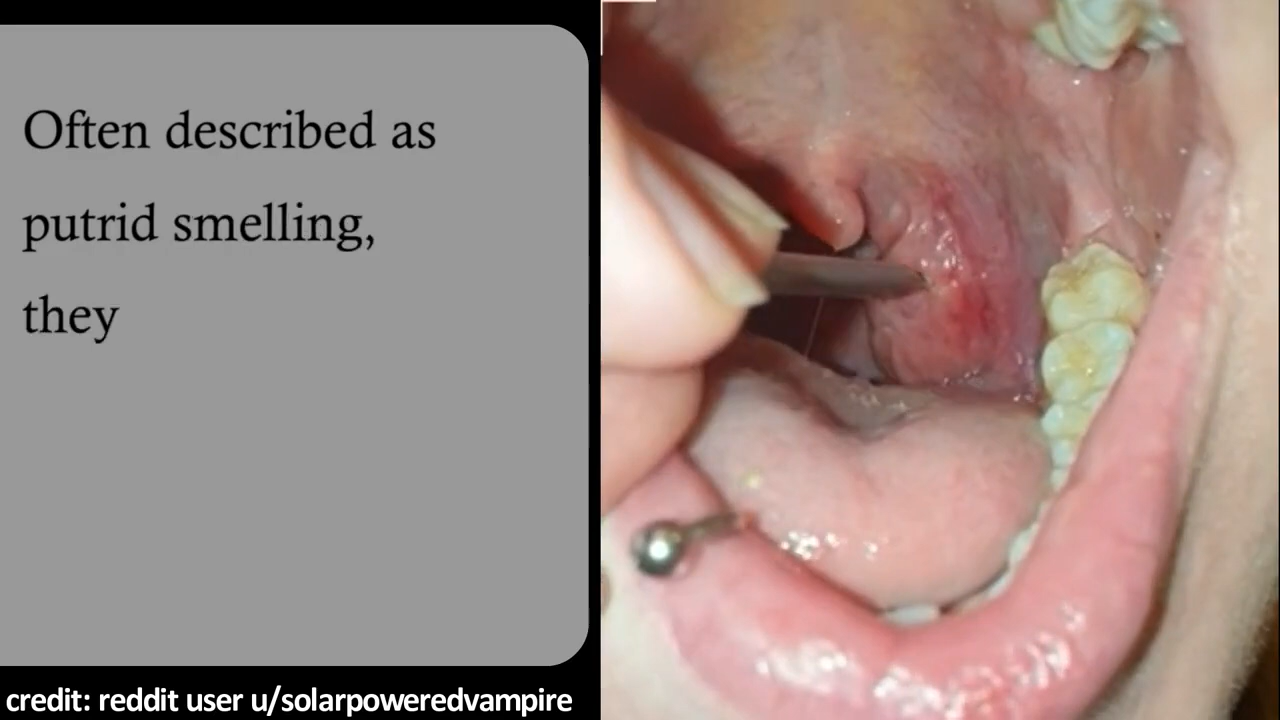 Often described as
putrid smelling,
they
credit: reddit user u/solarpoweredvampire